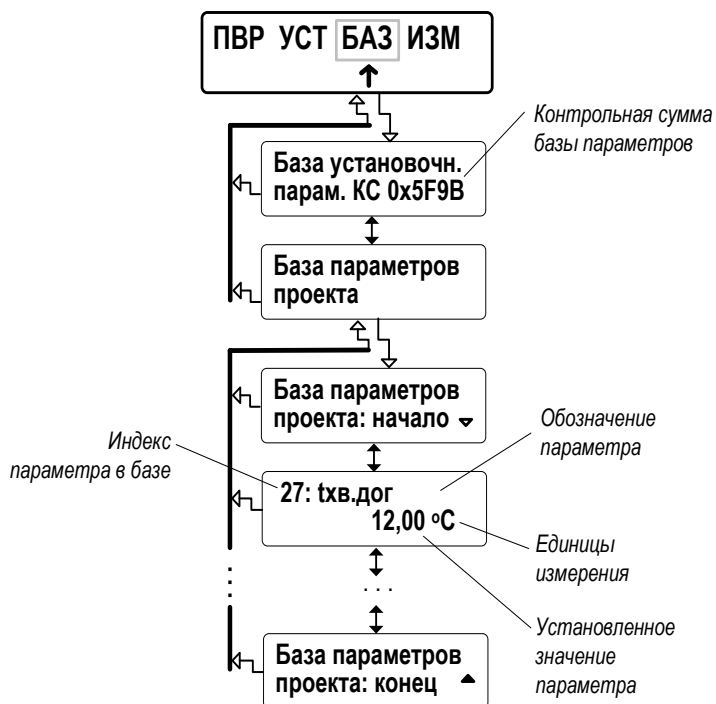 ПВР УСТ БАЗ ИЗМ
Контрольная сумма
базы параметров
База установочн.
парам. КС 0x5F9B
База параметров
проекта
База параметров
проекта: начало
Обозначение
параметра
Индекс
параметра в базе
27: tхв.дог
12,00 ºС
Единицы
измерения
. . .
Установленное
значение
параметра
База параметров
проекта: конец